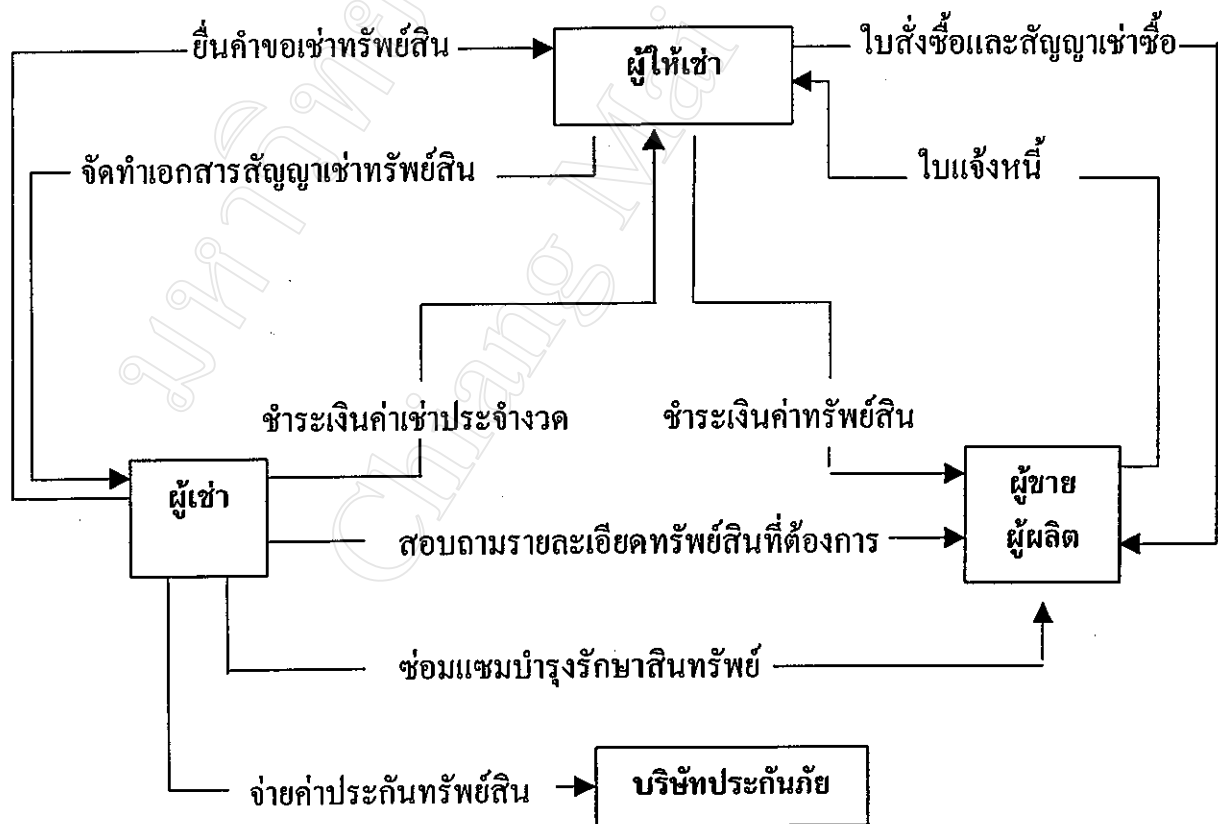 ยื่นคำขอเช่าทรัพย์สิน
ผู้ให้เช่า
ใบสั่งซื้อและสัญญาเช่าซื้อ
จัดทำเอกสารสัญญาเช่าทรัพย์สิน
ใบแจ้งหนี้
ชำระเงินค่าเช่าประจำงวด
ชำระเงินค่าทรัพย์สิน
ผู้เช่า
ผู้ขาย
ผู้ผลิต
สอบถามรายละเอียดทรัพย์สินที่ต้องการ
ซ่อมแซมบำรุงรักษาสินทรัพย์
จ่ายค่าประกันทรัพย์สิน
บริษัทประกันภัย
Chiang Mai